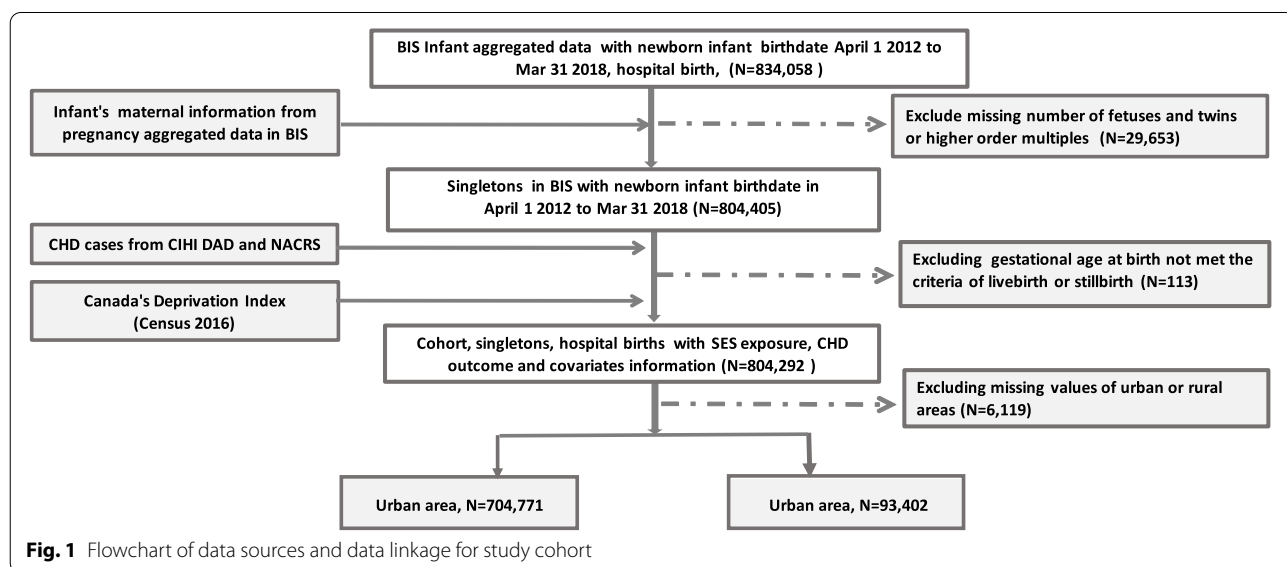 BIS Infant aggregated data with newborn infant birthdate April 1 2012 to
Mar 31 2018, hospital birth, (N=834,058 )
Infant's maternal information from
pregnancy aggregated data in BIS
Exclude missing number of fetuses and twins
or higher order multiples (N=29,653)
Singletons in BIS with newborn infant birthdate in
April 1 2012 to Mar 31 2018 (N=804,405)
CHD cases from CIHI DAD and NACRS
Excluding gestational age at birth not met the
criteria of livebirth or stillbirth (N=113)
Canada's Deprivation Index
(Census 2016)
Cohort, singletons, hospital births with SES exposure, CHD
outcome and covariates information (N=804,292 )
Excluding missing values of urban or rural
areas (N=6,119)
Urban area, N=704,771
Urban area, N=93,402
Fig. 1 Flowchart of data sources and data linkage for study cohort